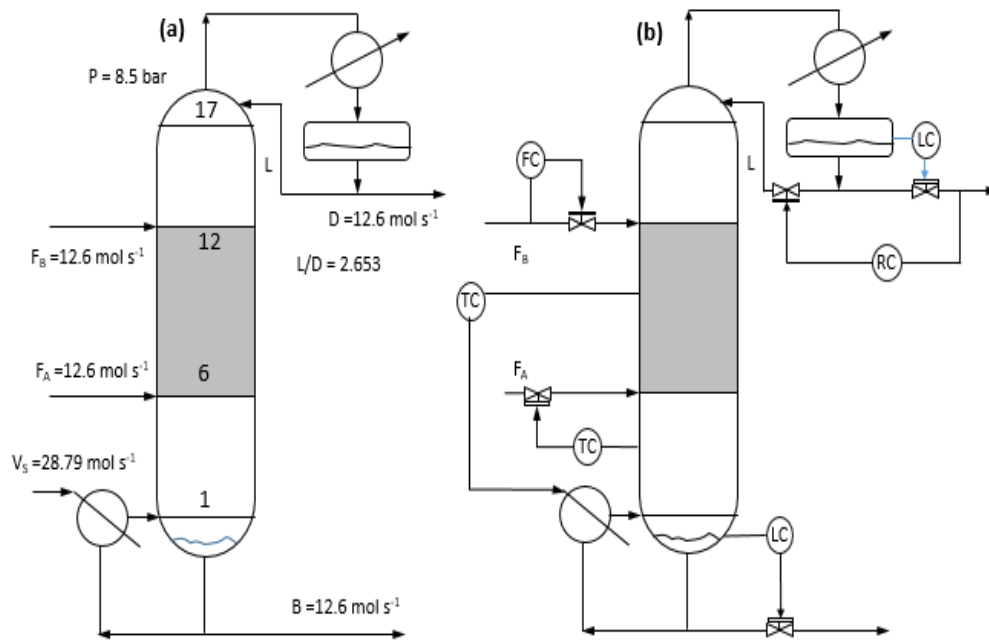 (a)
P = 8.5 bar
17
L
D =12.6 mol s⁻¹
F_B =12.6 mol s⁻¹
12
L/D = 2.653
F_A =12.6 mol s⁻¹
6
V_S =28.79 mol s⁻¹
1
B =12.6 mol s⁻¹
(b)
FC
L
LC
F_B
RC
TC
F_A
TC
LC